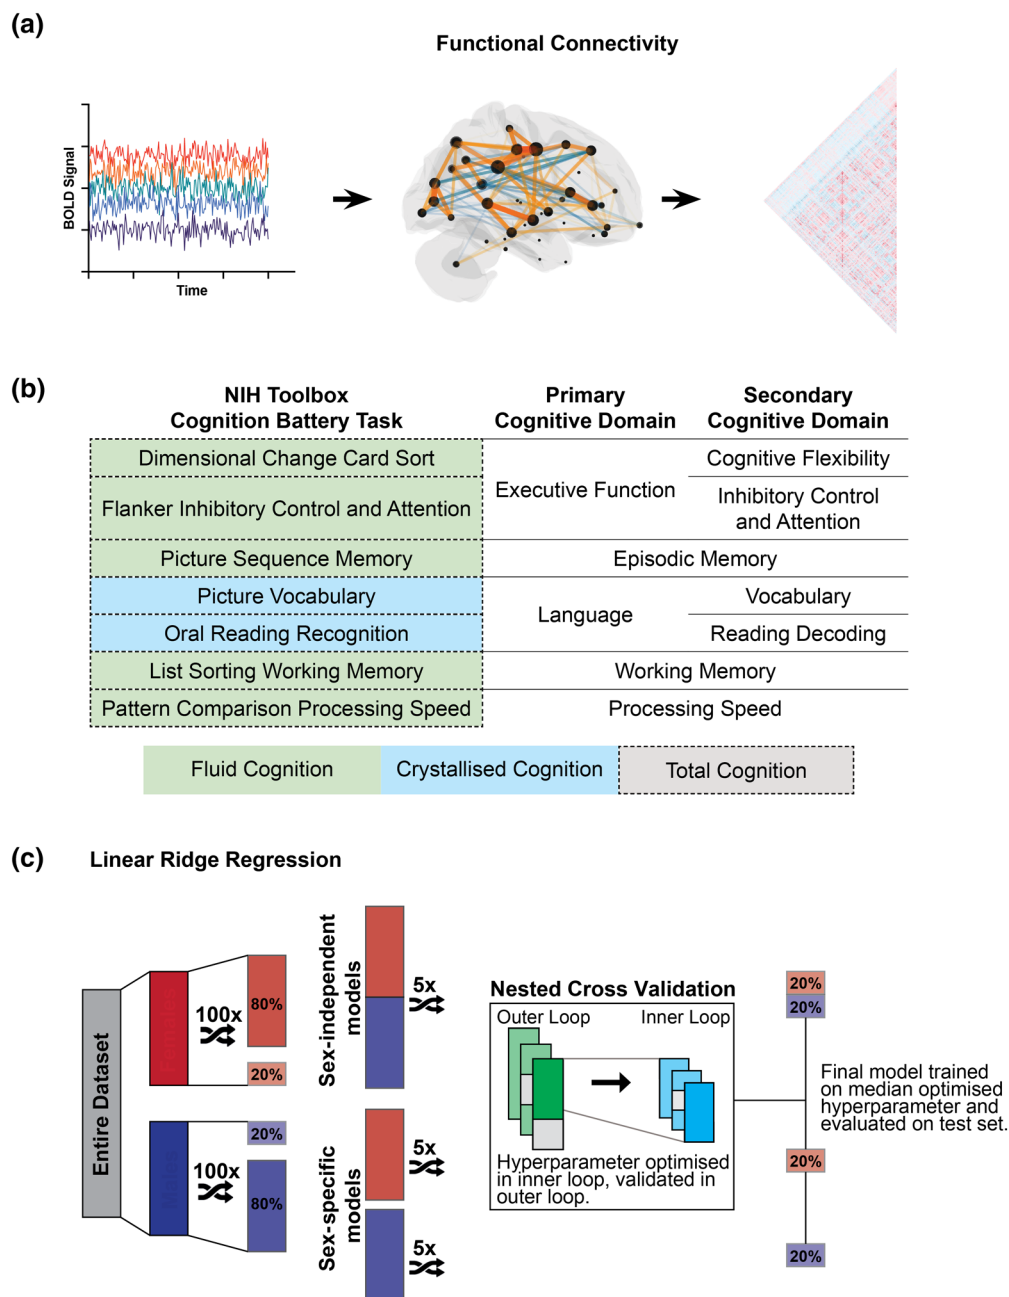 (a)
Functional Connectivity
BOLD Signal
Time
(b)
NIH Toolbox
Cognition Battery Task
Primary
Cognitive Domain
Secondary
Cognitive Domain
Dimensional Change Card Sort
Executive Function
Cognitive Flexibility
Flanker Inhibitory Control and Attention
Inhibitory Control
and Attention
Picture Sequence Memory
Episodic Memory
Picture Vocabulary
Language
Vocabulary
Oral Reading Recognition
Reading Decoding
List Sorting Working Memory
Working Memory
Pattern Comparison Processing Speed
Processing Speed
Fluid Cognition
Crystallised Cognition
Total Cognition
(c)
Linear Ridge Regression
Entire Dataset
100x
80%
20%
100x
20%
80%
Sex-independent
models
5x
Sex-specific
models
5x
5x
Nested Cross Validation
Outer Loop
Inner Loop
Hyperparameter optimised
in inner loop, validated in
outer loop.
20%
20%
Final model trained
on median optimised
hyperparameter and
evaluated on test set.
20%
20%